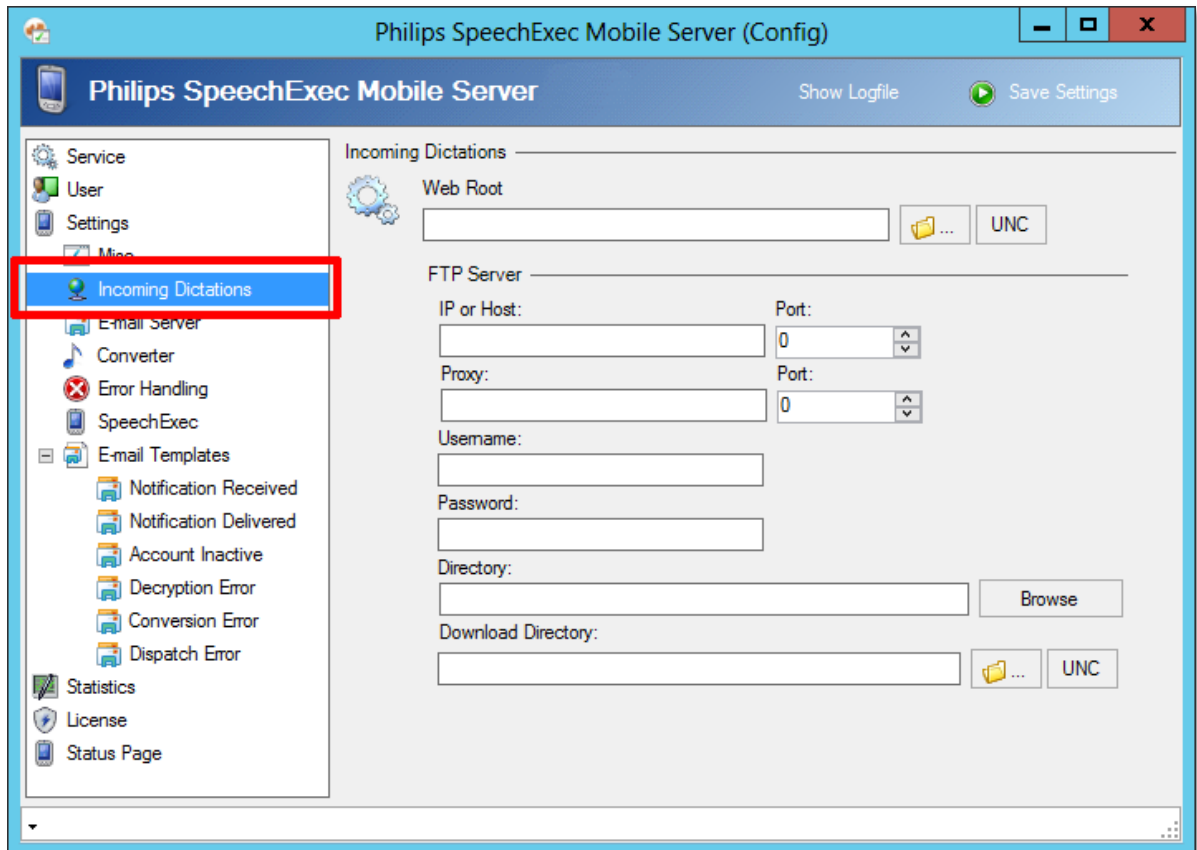 Philips SpeechExec Mobile Server (Config)
Philips SpeechExec Mobile Server
Show Logfile
Save Settings
Service
User
Settings
Misc
Incoming Dictations
E-mail Server
Converter
Error Handling
SpeechExec
E-mail Templates
Notification Received
Notification Delivered
Account Inactive
Decryption Error
Conversion Error
Dispatch Error
Statistics
License
Status Page
Incoming Dictations
Web Root
... UNC
FTP Server
IP or Host: Port:
0
Proxy: Port:
0
Username:
Password:
Directory:
Browse
Download Directory:
... UNC